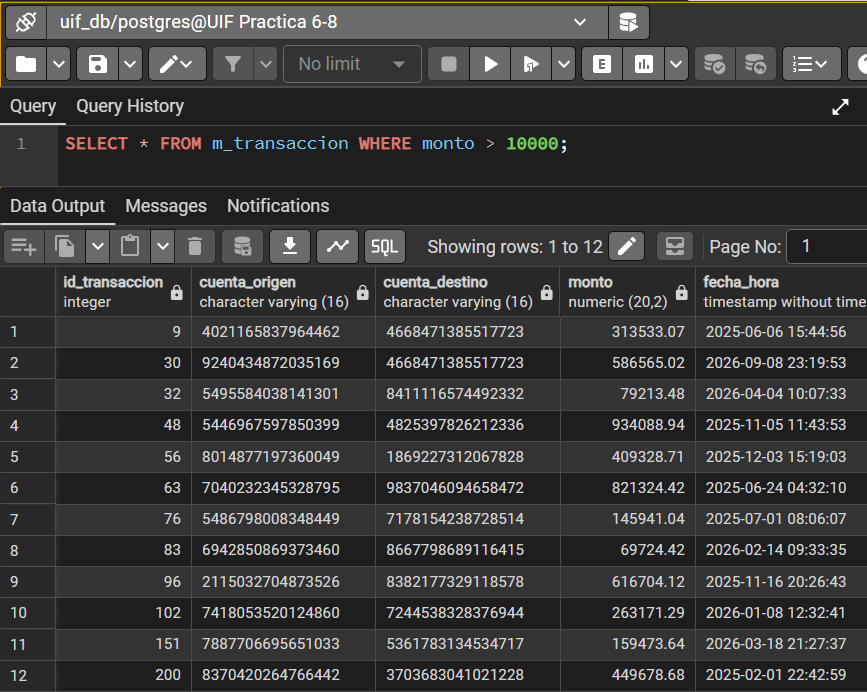 uif_db/postgres@UIF Practica 6-8
No limit
Query Query History
1 SELECT * FROM m_transaccion WHERE monto > 10000;
Data Output Messages Notifications
SQL Showing rows: 1 to 12 Page No: 1
id_transaccion cuenta_origen cuenta_destino monto fecha_hora
integer character varying (16) character varying (16) numeric (20,2) timestamp without time
1 9 4021165837964462 4668471385517723 313533.07 2025-06-06 15:44:56
2 30 9240434872035169 4668471385517723 586565.02 2026-09-08 23:19:53
3 32 5495584038141301 8411116574492332 79213.48 2026-04-04 10:07:33
4 48 5446967597850399 4825397826212336 934088.94 2025-11-05 11:43:53
5 56 8014877197360049 1869227312067828 409328.71 2025-12-03 15:19:03
6 63 7040232345328795 9837046094658472 821324.42 2025-06-24 04:32:10
7 76 5486798008348449 7178154238728514 145941.04 2025-07-01 08:06:07
8 83 6942850869373460 8667798689116415 69724.42 2026-02-14 09:33:35
9 96 2115032704873526 8382177329118578 616704.12 2025-11-16 20:26:43
10 102 7418053520124860 7244538328376944 263171.29 2026-01-08 12:32:41
11 151 7887706695651033 5361783134534717 159473.64 2026-03-18 21:27:37
12 200 8370420264766442 3703683041021228 449678.68 2025-02-01 22:42:59